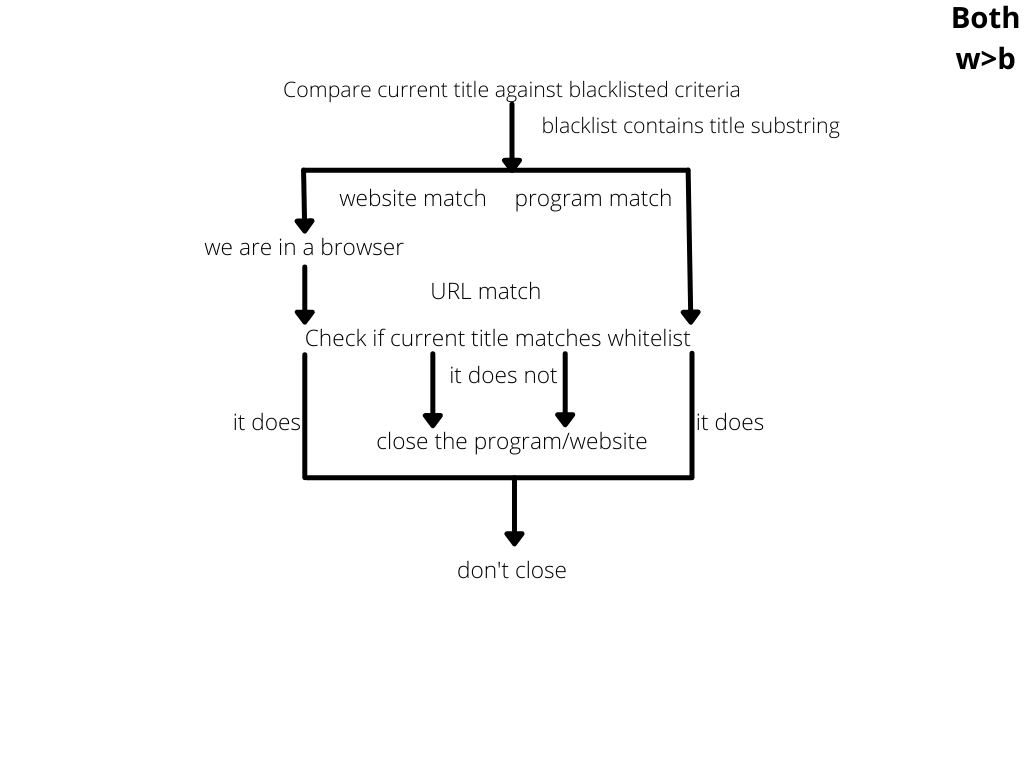 Both
w>b
Compare current title against blacklisted criteria
blacklist contains title substring
website match
program match
we are in a browser
URL match
Check if current title matches whitelist
it does not
it does
it does
close the program/website
don't close